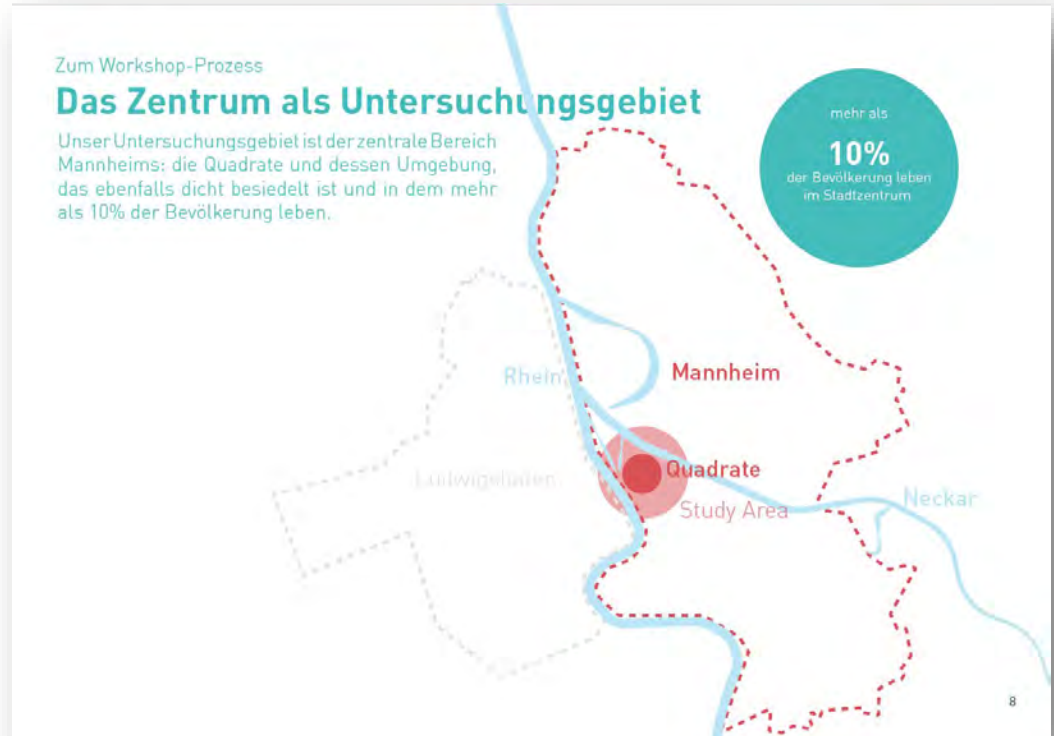 Zum Workshop-Prozess
Das Zentrum als Untersuchungsgebiet
Unser Untersuchungsgebiet ist der zentrale Bereich
Mannheims: die Quadrate und dessen Umgebung,
das ebenfalls dicht besiedelt ist und in dem mehr
als 10% der Bevölkerung leben.
mehr als
10%
der Bevölkerung leben
im Stadtzentrum
Rhein
Mannheim
Ludwigshafen
Quadrate
Study Area
Neckar
8